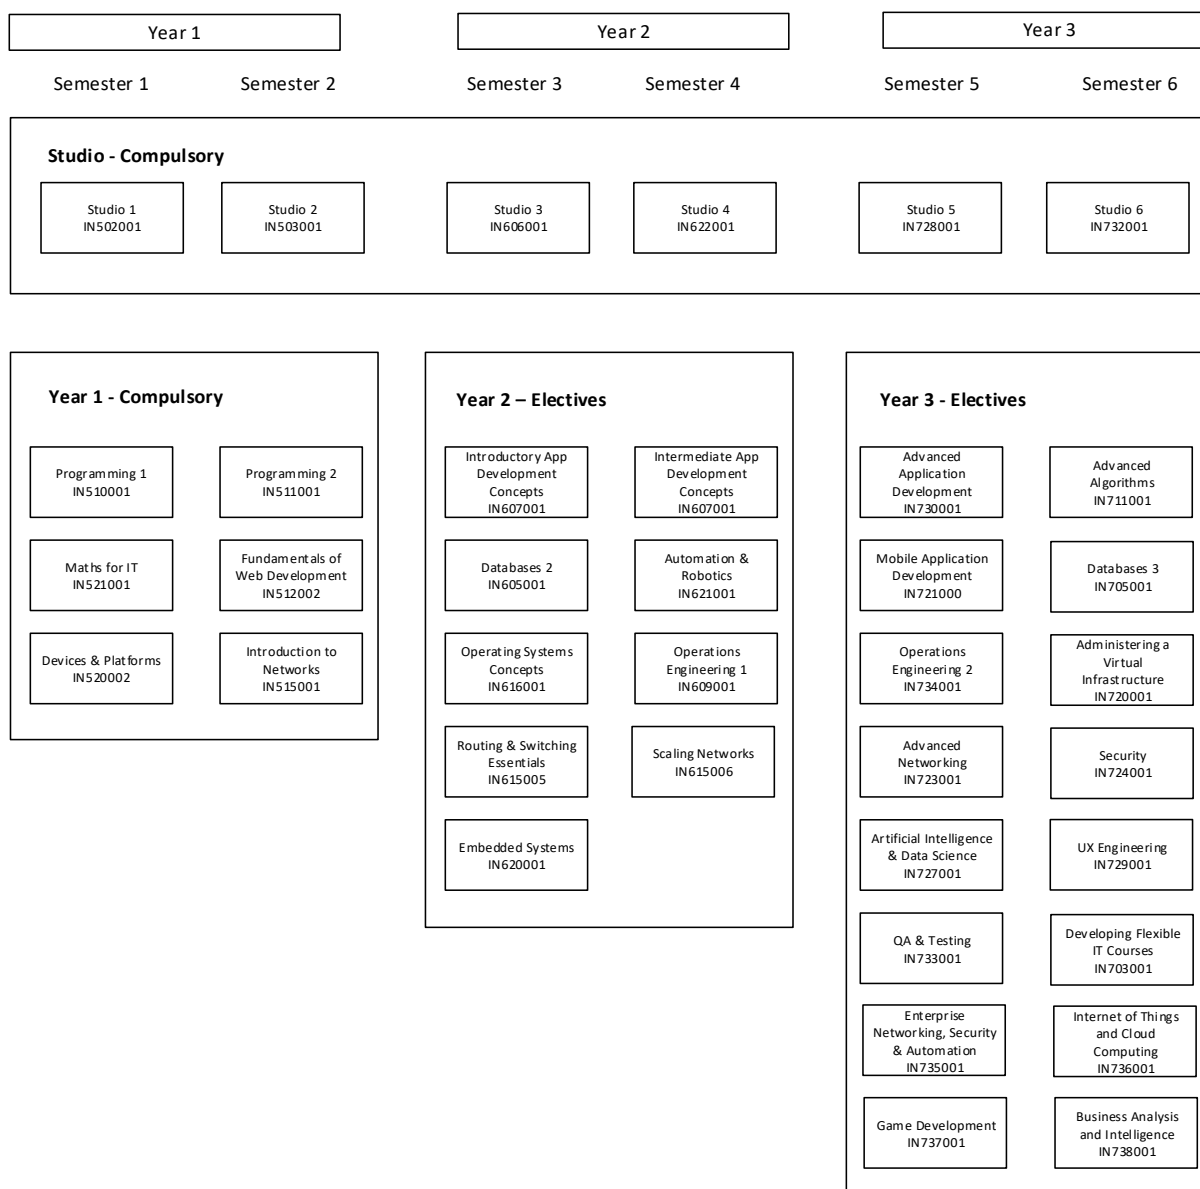 Year 1
Year 2
Year 3
Semester 1
Semester 2
Semester 3
Semester 4
Semester 5
Semester 6
Studio - Compulsory
Studio 1
IN502001
Studio 2
IN503001
Studio 3
IN606001
Studio 4
IN622001
Studio 5
IN728001
Studio 6
IN732001
Year 1 - Compulsory
Programming 1
IN510001
Programming 2
IN511001
Maths for IT
IN521001
Fundamentals of
Web Development
IN512002
Devices & Platforms
IN520002
Introduction to
Networks
IN515001
Year 2 – Electives
Introductory App
Development
Concepts
IN607001
Intermediate App
Development
Concepts
IN607001
Databases 2
IN605001
Automation &
Robotics
IN621001
Operating Systems
Concepts
IN616001
Operations
Engineering 1
IN609001
Routing & Switching
Essentials
IN615005
Scaling Networks
IN615006
Embedded Systems
IN620001
Year 3 - Electives
Advanced
Application
Development
IN730001
Advanced
Algorithms
IN711001
Mobile Application
Development
IN721000
Databases 3
IN705001
Operations
Engineering 2
IN734001
Administering a
Virtual
Infrastructure
IN720001
Advanced
Networking
IN723001
Security
IN724001
Artificial Intelligence
& Data Science
IN727001
UX Engineering
IN729001
QA & Testing
IN733001
Developing Flexible
IT Courses
IN703001
Enterprise
Networking, Security
& Automation
IN735001
Internet of Things
and Cloud
Computing
IN736001
Game Development
IN737001
Business Analysis
and Intelligence
IN738001